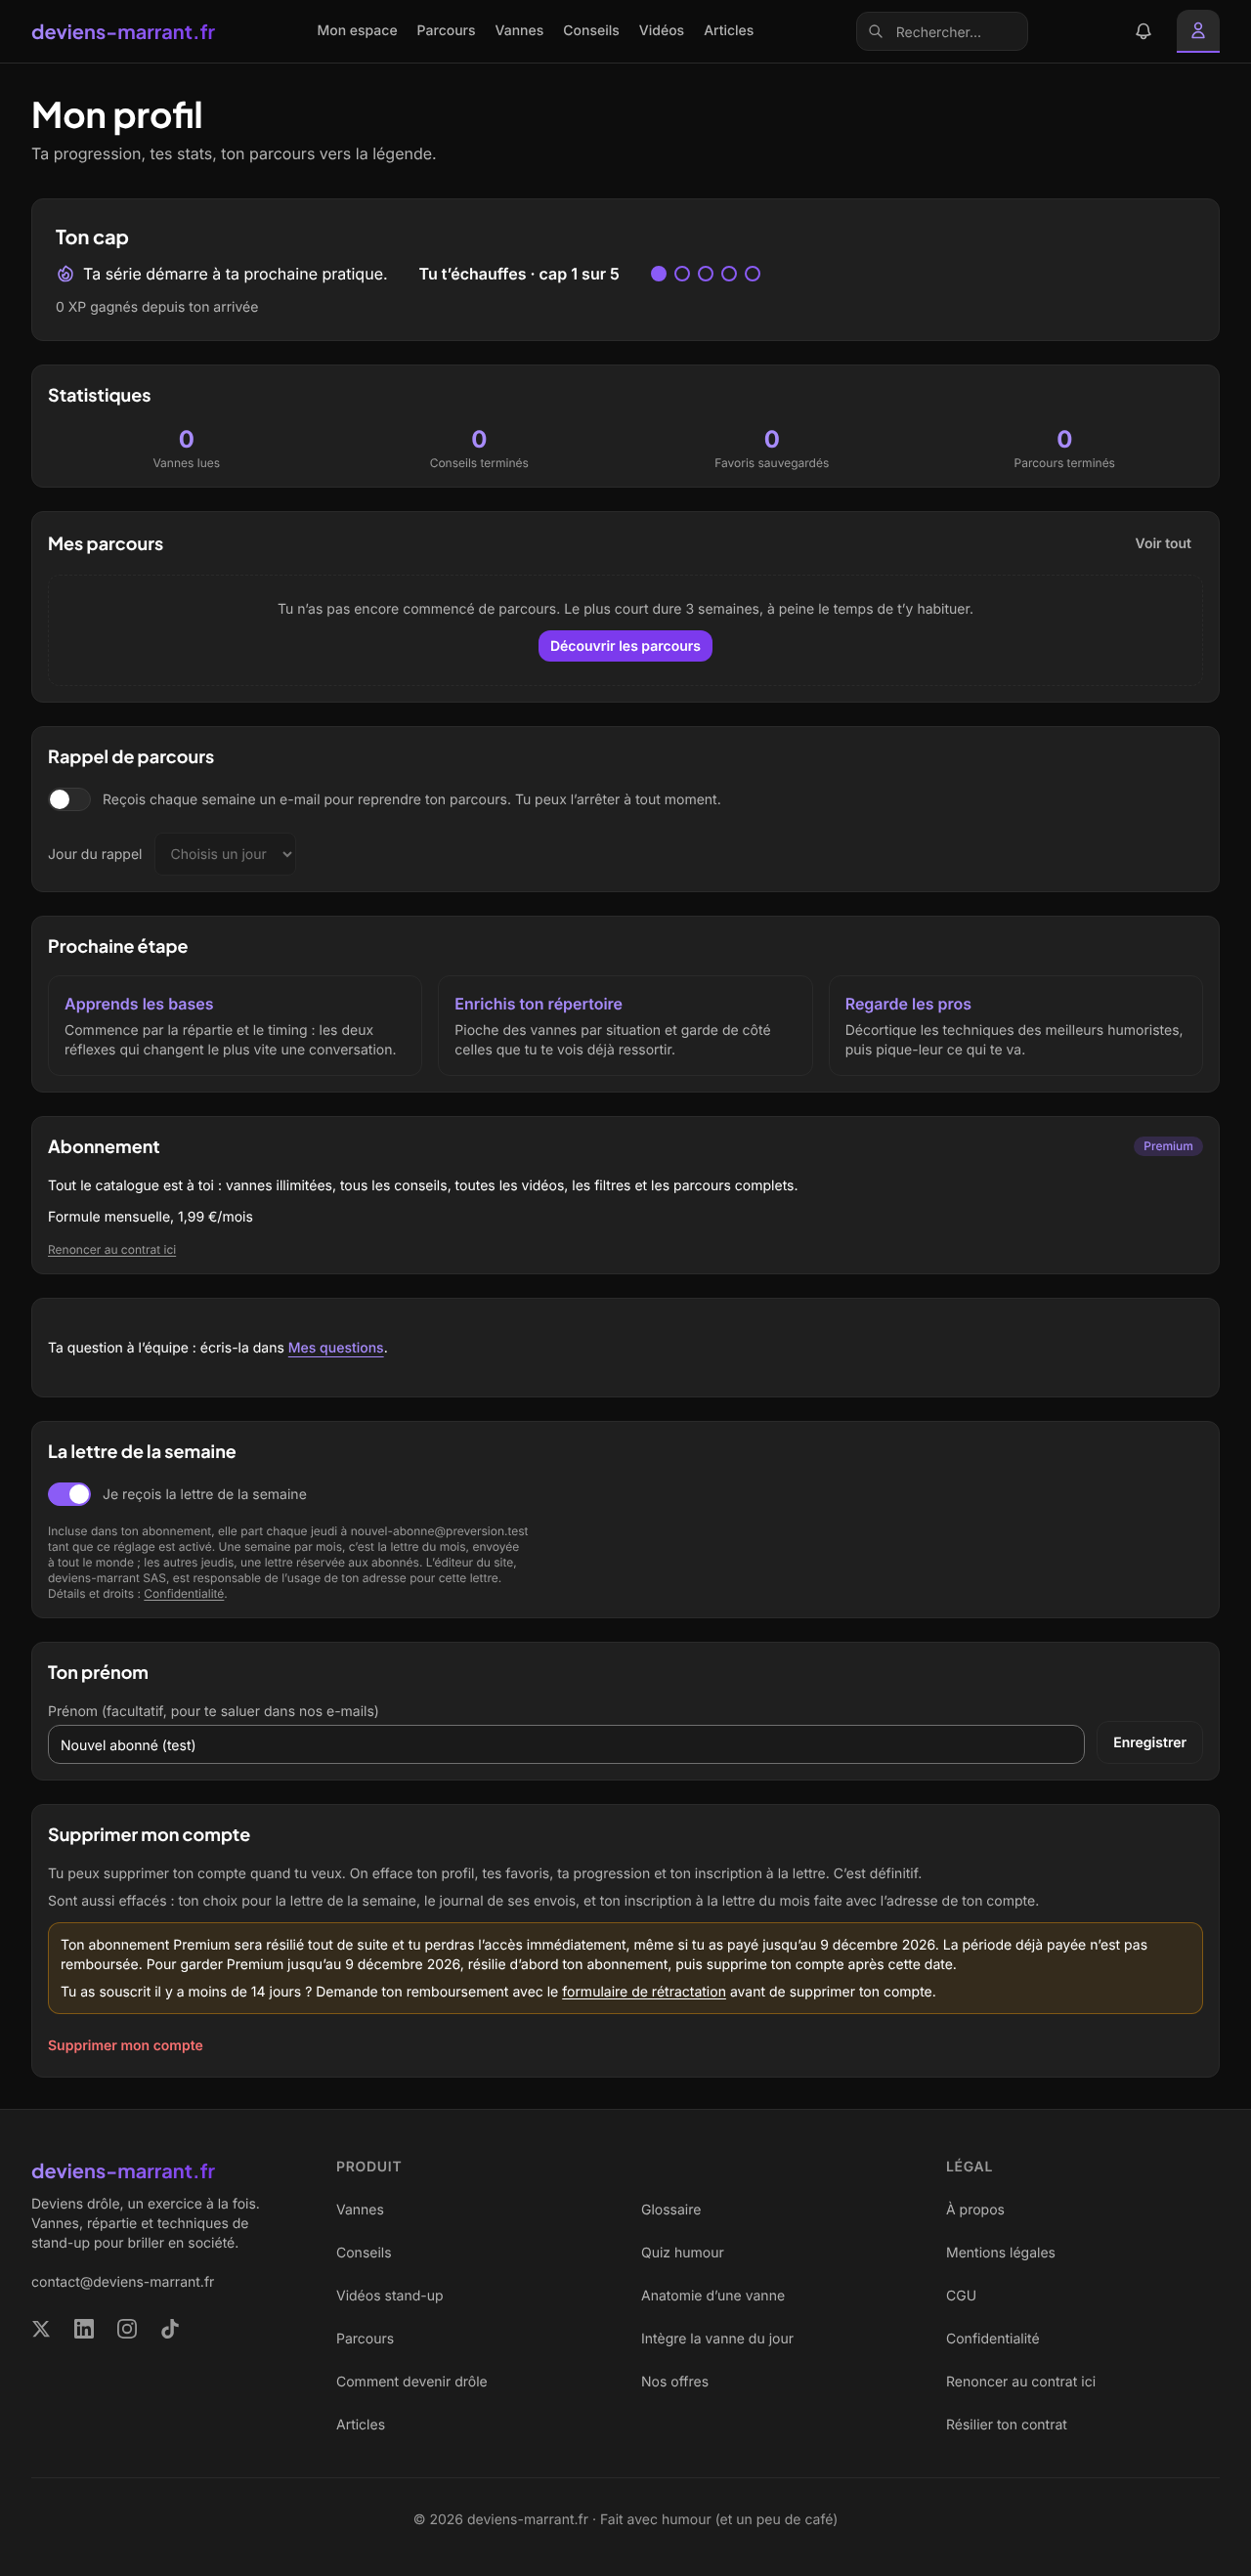 deviens-marrant.fr
Mon espace
Parcours
Vannes
Conseils
Vidéos
Articles
Rechercher...
Mon profil
Ta progression, tes stats, ton parcours vers la légende.
Ton cap
Ta série démarre à ta prochaine pratique.
Tu t’échauffes · cap 1 sur 5
0 XP gagnés depuis ton arrivée
Statistiques
0
Vannes lues
0
Conseils terminés
0
Favoris sauvegardés
0
Parcours terminés
Mes parcours
Voir tout
Tu n’as pas encore commencé de parcours. Le plus court dure 3 semaines, à peine le temps de t’y habituer.
Découvrir les parcours
Rappel de parcours
Reçois chaque semaine un e-mail pour reprendre ton parcours. Tu peux l’arrêter à tout moment.
Jour du rappel
Choisis un jour
Prochaine étape
Apprends les bases
Commence par la répartie et le timing : les deux
réflexes qui changent le plus vite une conversation.
Enrichis ton répertoire
Pioche des vannes par situation et garde de côté
celles que tu te vois déjà ressortir.
Regarde les pros
Décortique les techniques des meilleurs humoristes,
puis pique-leur ce qui te va.
Abonnement
Premium
Tout le catalogue est à toi : vannes illimitées, tous les conseils, toutes les vidéos, les filtres et les parcours complets.
Formule mensuelle, 1,99 €/mois
Renoncer au contrat ici
Ta question à l’équipe : écris-la dans Mes questions.
La lettre de la semaine
Je reçois la lettre de la semaine
Incluse dans ton abonnement, elle part chaque jeudi à nouvel-abonne@preversion.test
tant que ce réglage est activé. Une semaine par mois, c’est la lettre du mois, envoyée
à tout le monde ; les autres jeudis, une lettre réservée aux abonnés. L’éditeur du site,
deviens-marrant SAS, est responsable de l’usage de ton adresse pour cette lettre.
Détails et droits : Confidentialité.
Ton prénom
Prénom (facultatif, pour te saluer dans nos e-mails)
Nouvel abonné (test)
Enregistrer
Supprimer mon compte
Tu peux supprimer ton compte quand tu veux. On efface ton profil, tes favoris, ta progression et ton inscription à la lettre. C’est définitif.
Sont aussi effacés : ton choix pour la lettre de la semaine, le journal de ses envois, et ton inscription à la lettre du mois faite avec l’adresse de ton compte.
Ton abonnement Premium sera résilié tout de suite et tu perdras l’accès immédiatement, même si tu as payé jusqu’au 9 décembre 2026. La période déjà payée n’est pas
remboursée. Pour garder Premium jusqu’au 9 décembre 2026, résilie d’abord ton abonnement, puis supprime ton compte après cette date.
Tu as souscrit il y a moins de 14 jours ? Demande ton remboursement avec le formulaire de rétractation avant de supprimer ton compte.
Supprimer mon compte
deviens-marrant.fr
Deviens drôle, un exercice à la fois.
Vannes, répartie et techniques de
stand-up pour briller en société.
contact@deviens-marrant.fr
PRODUIT
Vannes
Conseils
Vidéos stand-up
Parcours
Comment devenir drôle
Articles
Glossaire
Quiz humour
Anatomie d’une vanne
Intègre la vanne du jour
Nos offres
LÉGAL
À propos
Mentions légales
CGU
Confidentialité
Renoncer au contrat ici
Résilier ton contrat
© 2026 deviens-marrant.fr · Fait avec humour (et un peu de café)